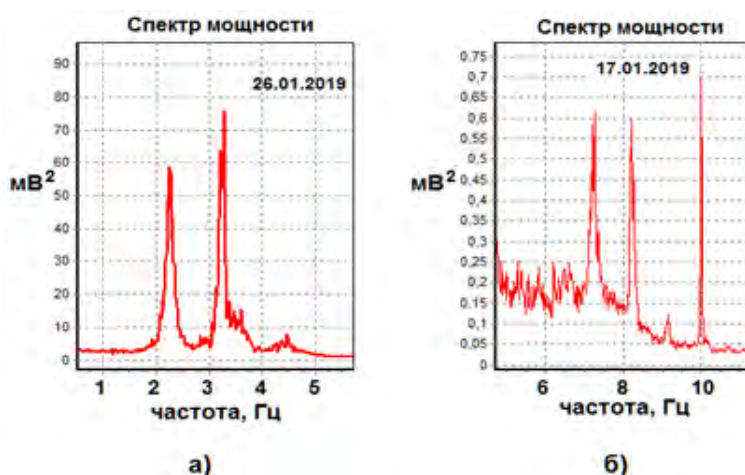 Спектр мощности
90
26.01.2019
80
70
60
мВ²
50
40
30
20
10
0
1 2 3 4 5
частота, Гц
а)
Спектр мощности
0,75
17.01.2019
0,7
0,65
0,6
0,55
0,5
мВ²
0,45
0,4
0,35
0,3
0,25
0,2
0,15
0,1
0,05
0
6 8 10
частота, Гц
б)